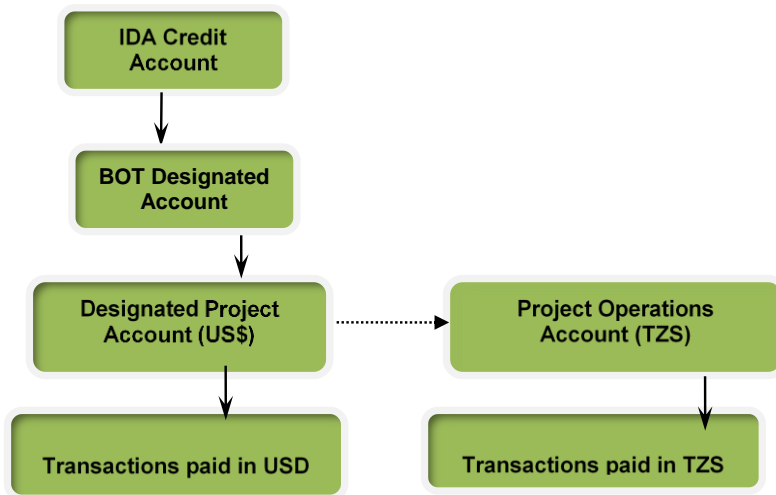 IDA Credit
Account
BOT Designated
Account
Designated Project
Account (US$)
Project Operations
Account (TZS)
Transactions paid in USD
Transactions paid in TZS